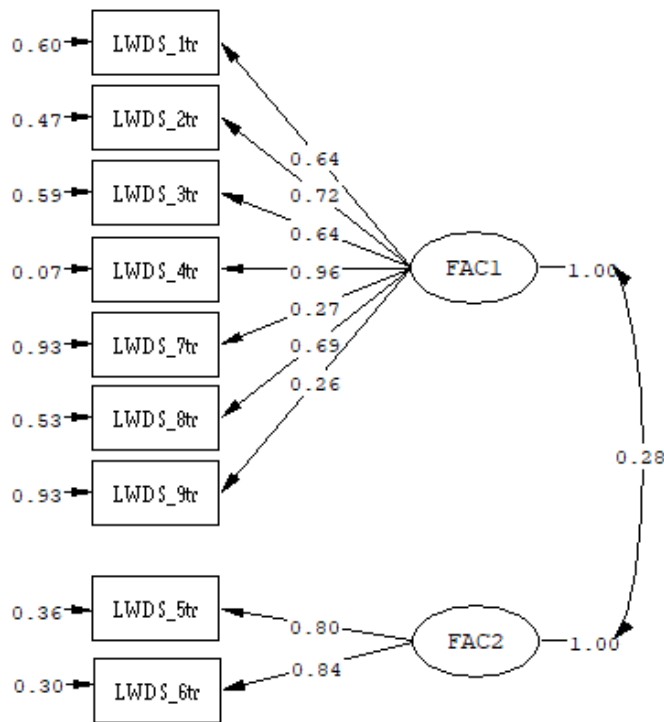 0.60 LWDS_1tr
0.47 LWDS_2tr
0.64
0.59 LWDS_3tr 0.72
0.64
0.07 LWDS_4tr 0.96 FAC1 1.00
0.27
0.93 LWDS_7tr 0.69
0.26
0.53 LWDS_8tr
0.28
0.93 LWDS_9tr
0.36 LWDS_5tr
0.80
FAC2 1.00
0.84
0.30 LWDS_6tr